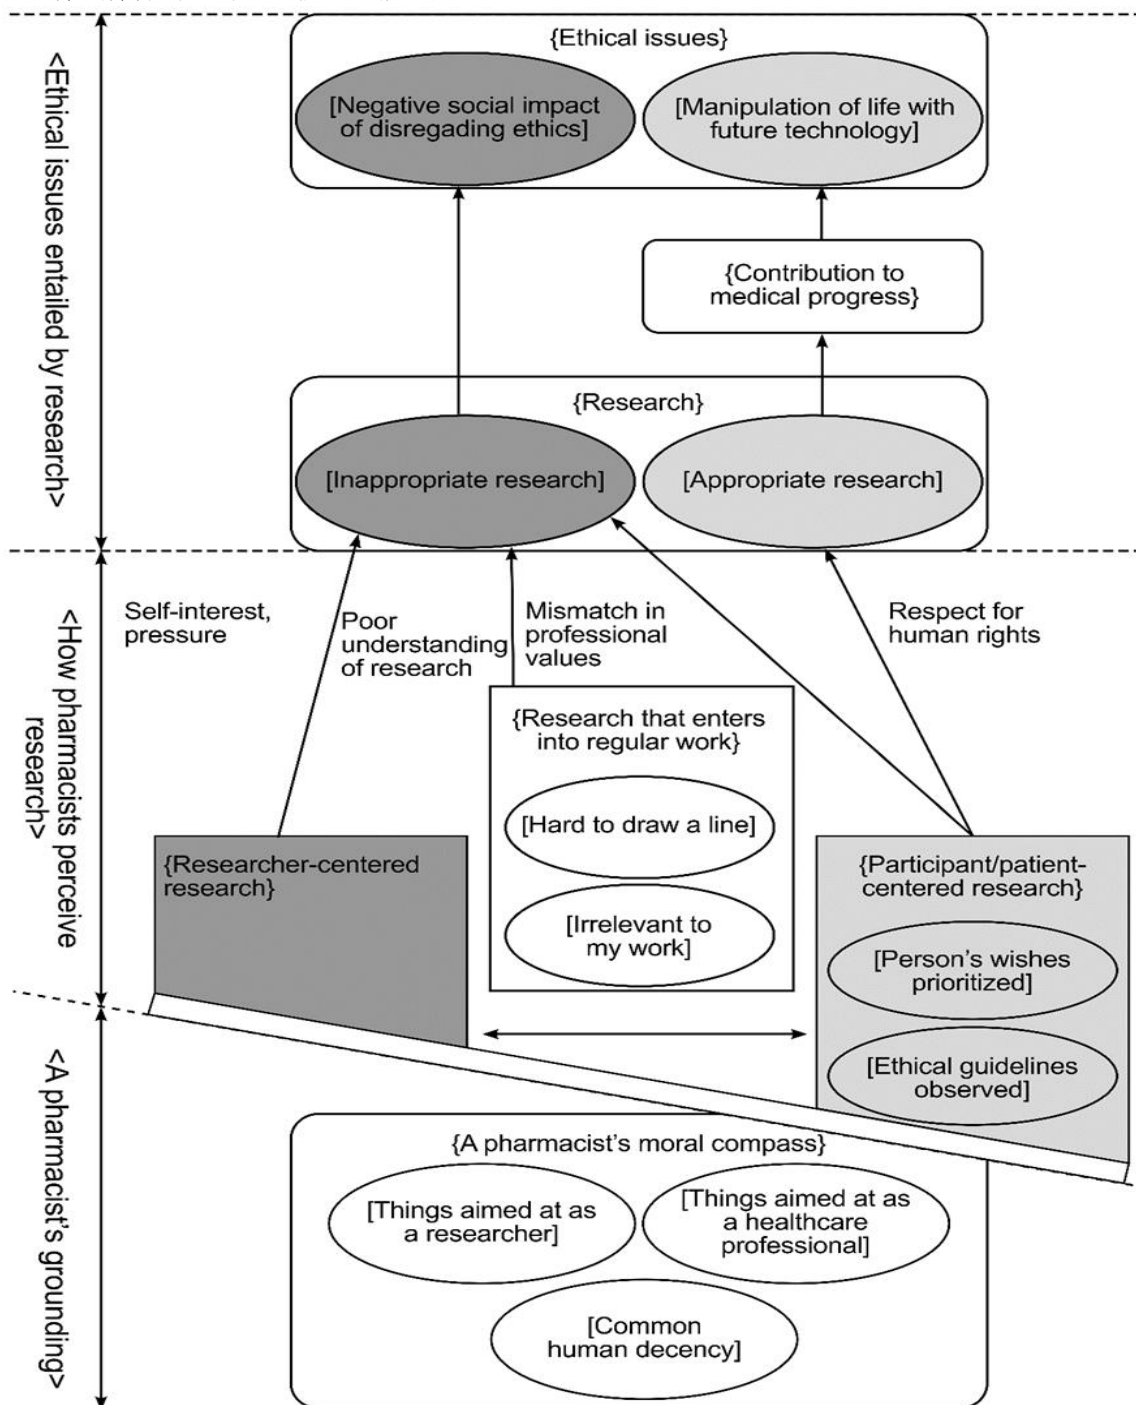 {Ethical issues}
[Negative social impact
of disregading ethics]
[Manipulation of life with
future technology]
{Contribution to
medical progress}
<Ethical issues entailed by research>
{Research}
[Inappropriate research]
[Appropriate research]
Self-interest,
pressure
Poor
understanding
of research
Mismatch in
professional
values
Respect for
human rights
<How pharmacists perceive
research>
{Research that enters
into regular work}
[Hard to draw a line]
[Irrelevant to
my work]
{Researcher-centered
research}
{Participant/patient-
centered research}
[Person's wishes
prioritized]
[Ethical guidelines
observed]
<A pharmacist's grounding>
{A pharmacist's moral compass}
[Things aimed at as
a researcher]
[Things aimed at as
a healthcare
professional]
[Common
human decency]